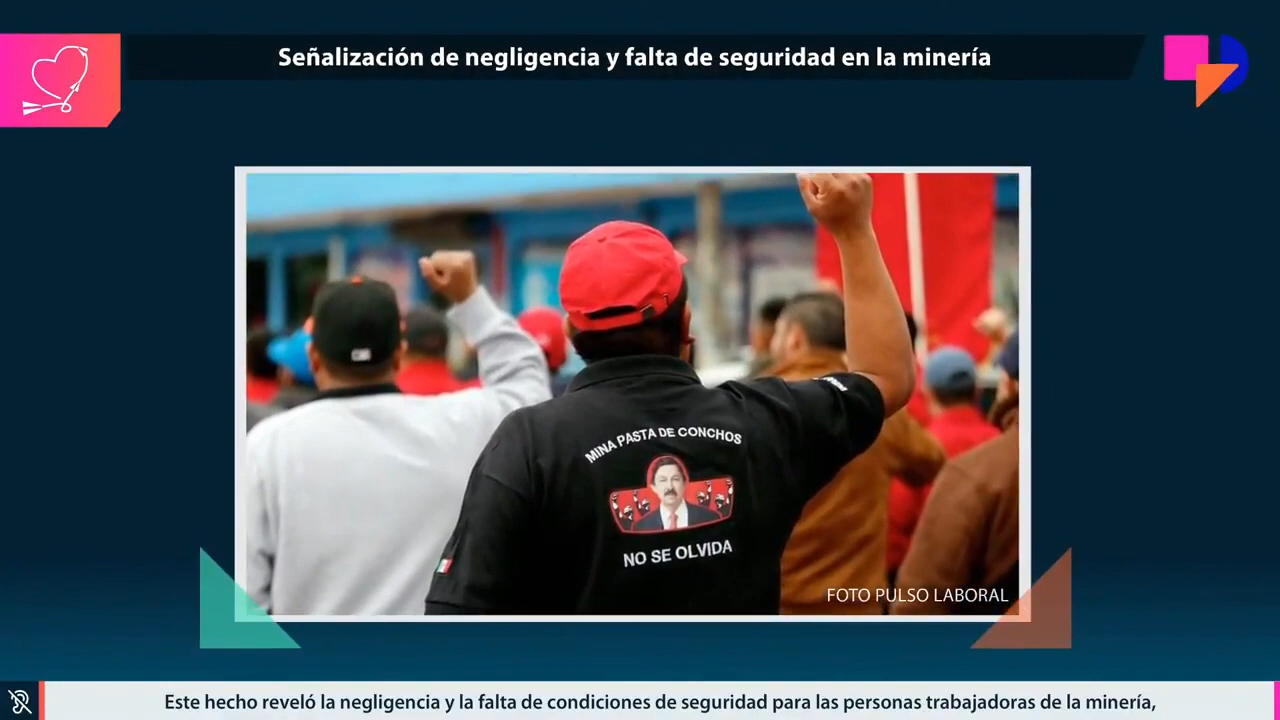 Señalización de negligencia y falta de seguridad en la minería
MINA PASTA DE CONCHOS
NO SE OLVIDA
FOTO PULSO LABORAL
Este hecho reveló la negligencia y la falta de condiciones de seguridad para las personas trabajadoras de la minería,